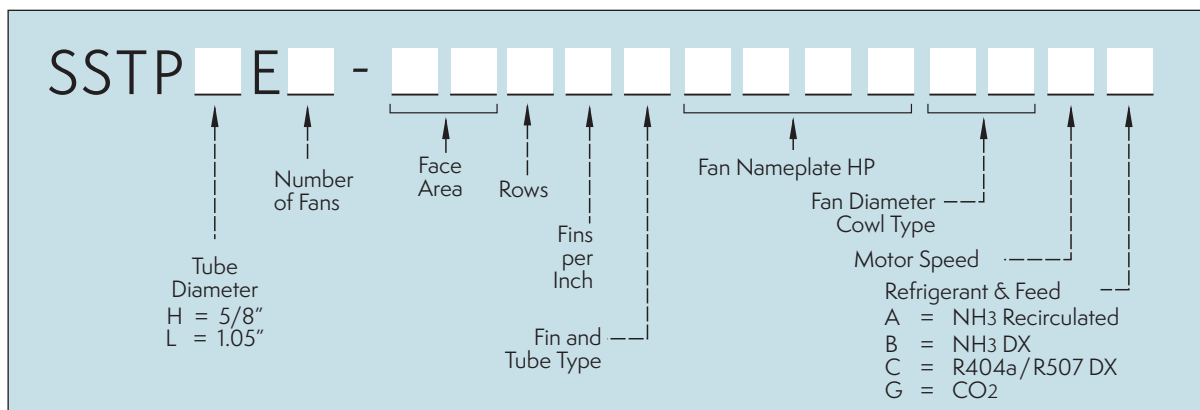 SSTP E -
Number
of Fans
Face
Area
Rows
Fan Nameplate HP
Fan Diameter
Cowl Type
Fins
per
Inch
Motor Speed
Tube
Diameter
H = 5/8"
L = 1.05"
Refrigerant & Feed
A = NH3 Recirculated
B = NH3 DX
C = R404a/R507 DX
G = CO2
Fin and
Tube Type